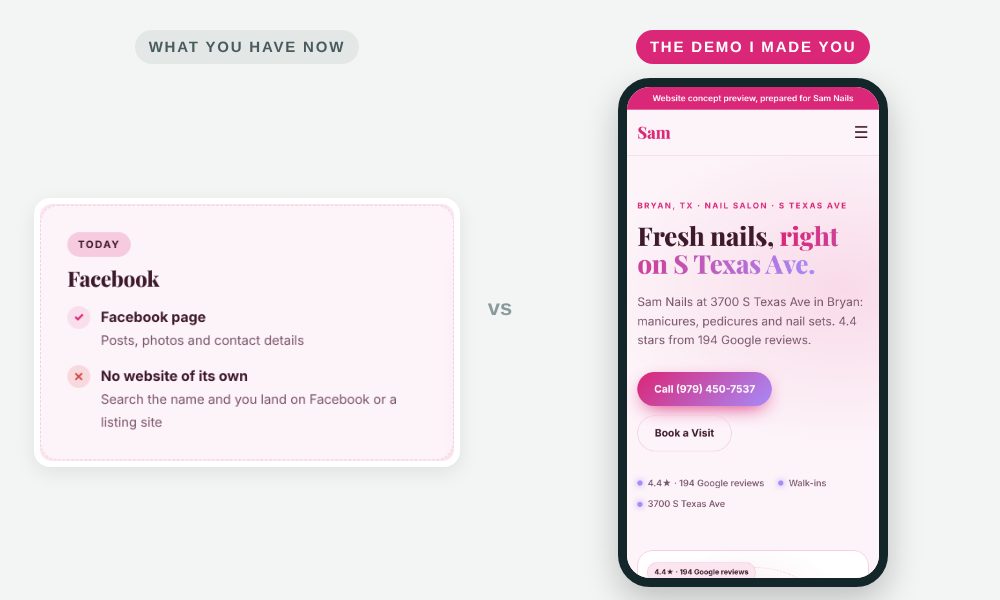 WHAT YOU HAVE NOW
TODAY
Facebook
Facebook page
Posts, photos and contact details
No website of its own
Search the name and you land on Facebook or a
listing site
vs
THE DEMO I MADE YOU
Website concept preview, prepared for Sam Nails
Sam
BRYAN, TX · NAIL SALON · S TEXAS AVE
Fresh nails, right
on S Texas Ave.
Sam Nails at 3700 S Texas Ave in Bryan:
manicures, pedicures and nail sets. 4.4
stars from 194 Google reviews.
Call (979) 450-7537
Book a Visit
4.4★ · 194 Google reviews
Walk-ins
3700 S Texas Ave
4.4★ · 194 Google reviews